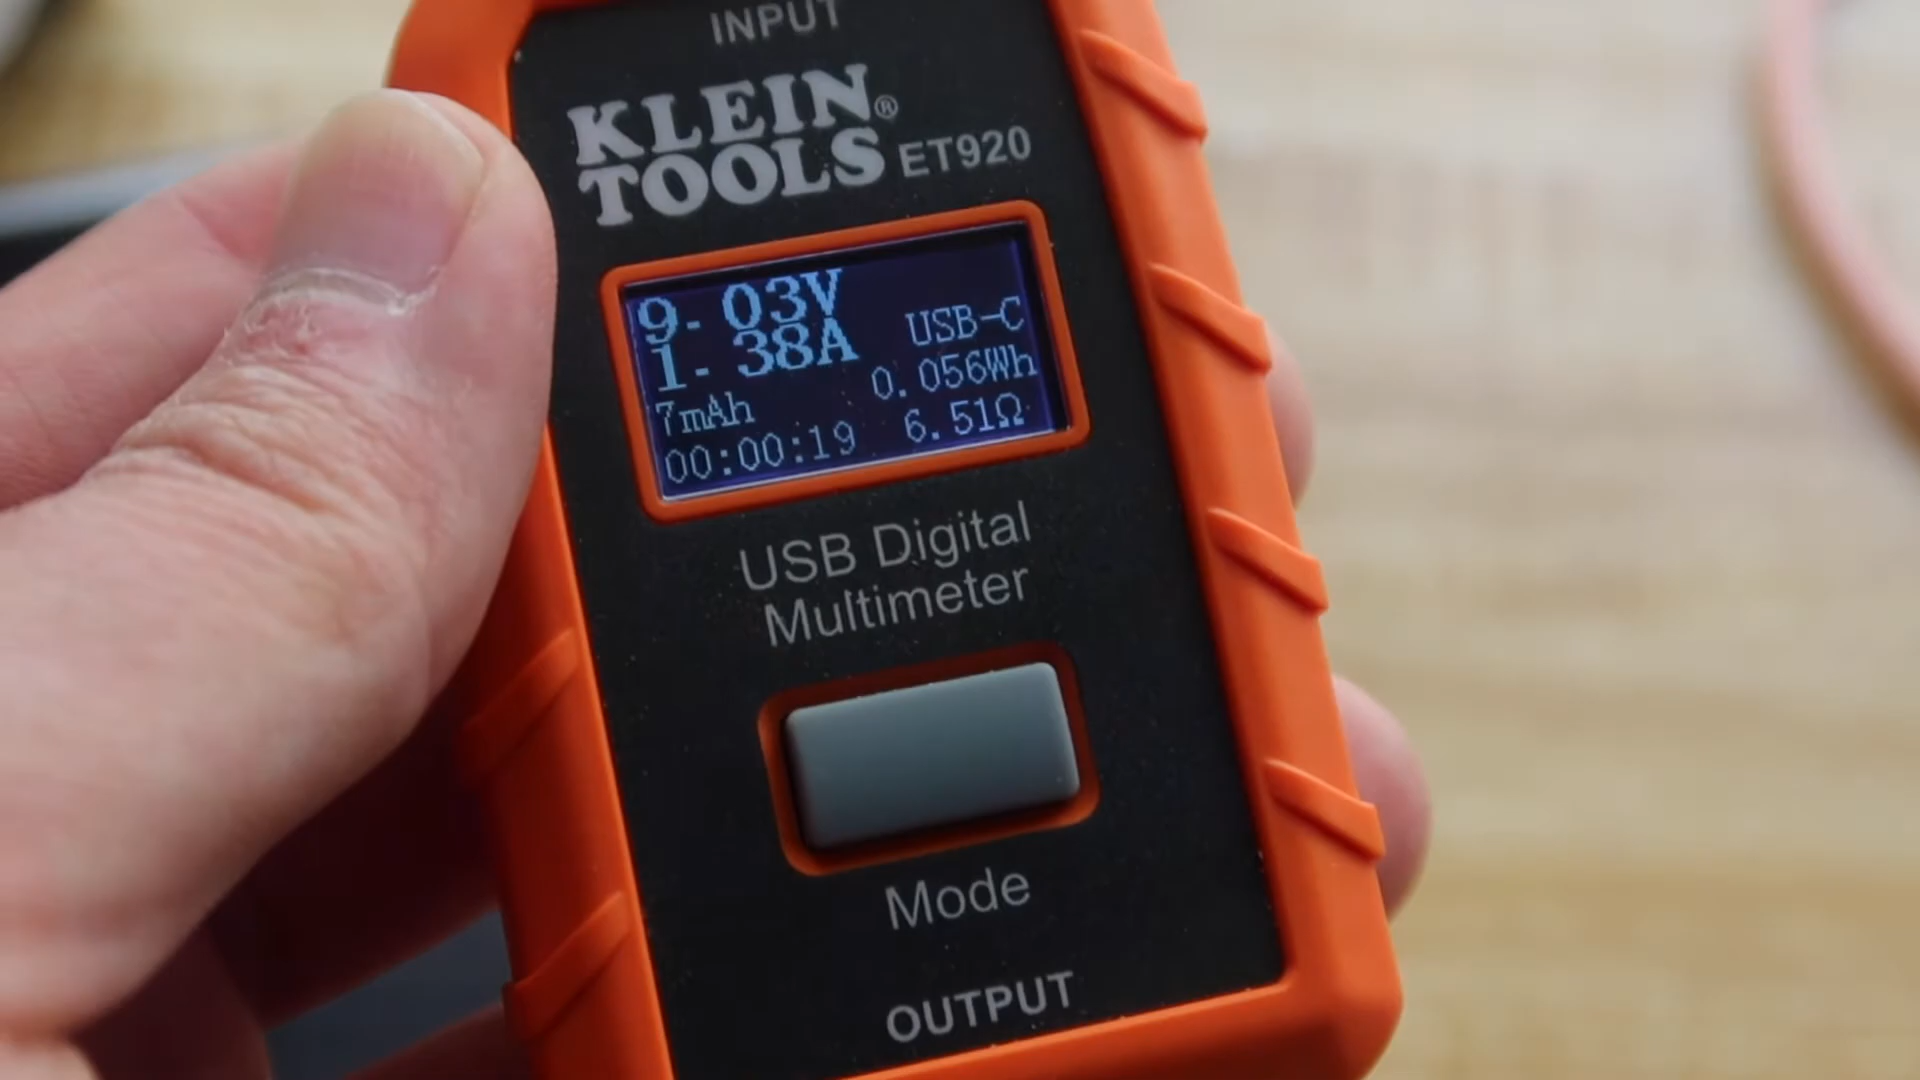 INPUT
KLEIN
TOOLS® ET920
9.03V
1.38A
USB-C
7mAh
0.056Wh
00:00:19
6.51Ω
USB Digital
Multimeter
Mode
OUTPUT